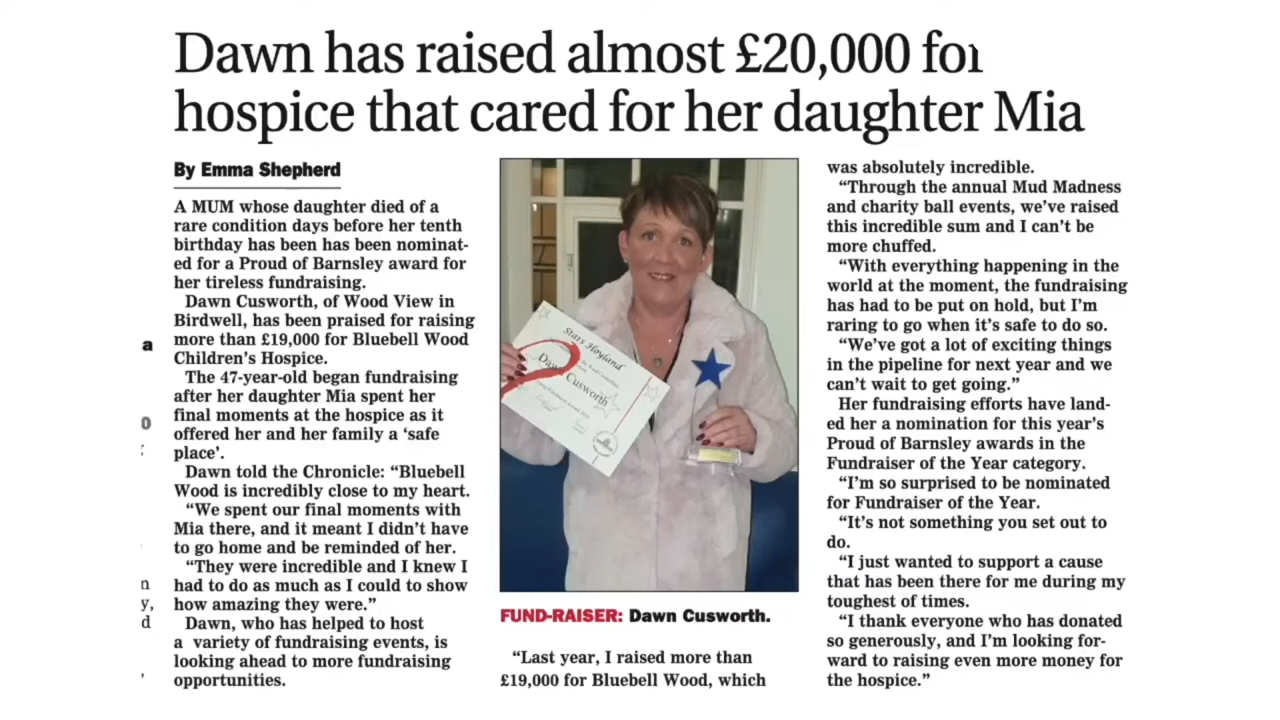 Dawn has raised almost £20,000 for
hospice that cared for her daughter Mia
By Emma Shepherd
A MUM whose daughter died of a
rare condition days before her tenth
birthday has been has been nominat-
ed for a Proud of Barnsley award for
her tireless fundraising.
Dawn Cusworth, of Wood View in
Birdwell, has been praised for raising
more than £19,000 for Bluebell Wood
Children's Hospice.
The 47-year-old began fundraising
after her daughter Mia spent her
final moments at the hospice as it
offered her and her family a ‘safe
place’.
Dawn told the Chronicle: “Bluebell
Wood is incredibly close to my heart.
“We spent our final moments with
Mia there, and it meant I didn’t have
to go home and be reminded of her.
“They were incredible and I knew I
had to do as much as I could to show
how amazing they were.”
Dawn, who has helped to host
a variety of fundraising events, is
looking ahead to more fundraising
opportunities.
a
n
y,
d
Stars Hoyland
Dawn
Cusworth
FUND-RAISER: Dawn Cusworth.
“Last year, I raised more than
£19,000 for Bluebell Wood, which
was absolutely incredible.
“Through the annual Mud Madness
and charity ball events, we’ve raised
this incredible sum and I can’t be
more chuffed.
“With everything happening in the
world at the moment, the fundraising
has had to be put on hold, but I’m
raring to go when it’s safe to do so.
“We’ve got a lot of exciting things
in the pipeline for next year and we
can’t wait to get going.”
Her fundraising efforts have land-
ed her a nomination for this year’s
Proud of Barnsley awards in the
Fundraiser of the Year category.
“I’m so surprised to be nominated
for Fundraiser of the Year.
“It’s not something you set out to
do.
“I just wanted to support a cause
that has been there for me during my
toughest of times.
“I thank everyone who has donated
so generously, and I’m looking for-
ward to raising even more money for
the hospice.”